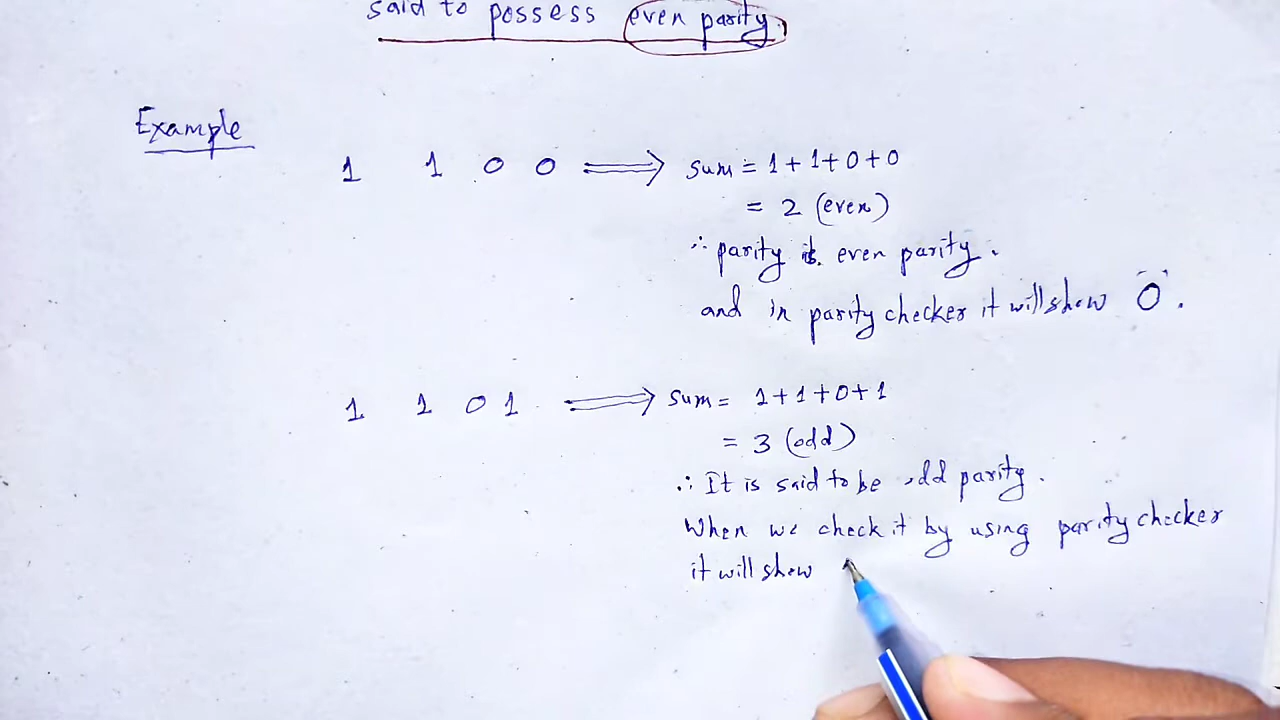 said to possess even parity.
Example
1 1 0 0 ⟹ sum = 1+1+0+0
= 2 (even)
∴ parity is even parity.
and in parity checker it will show 0.
1 1 0 1 ⟹ sum = 1+1+0+1
= 3 (odd)
∴ It is said to be odd parity.
When we check it by using parity checker
it will show